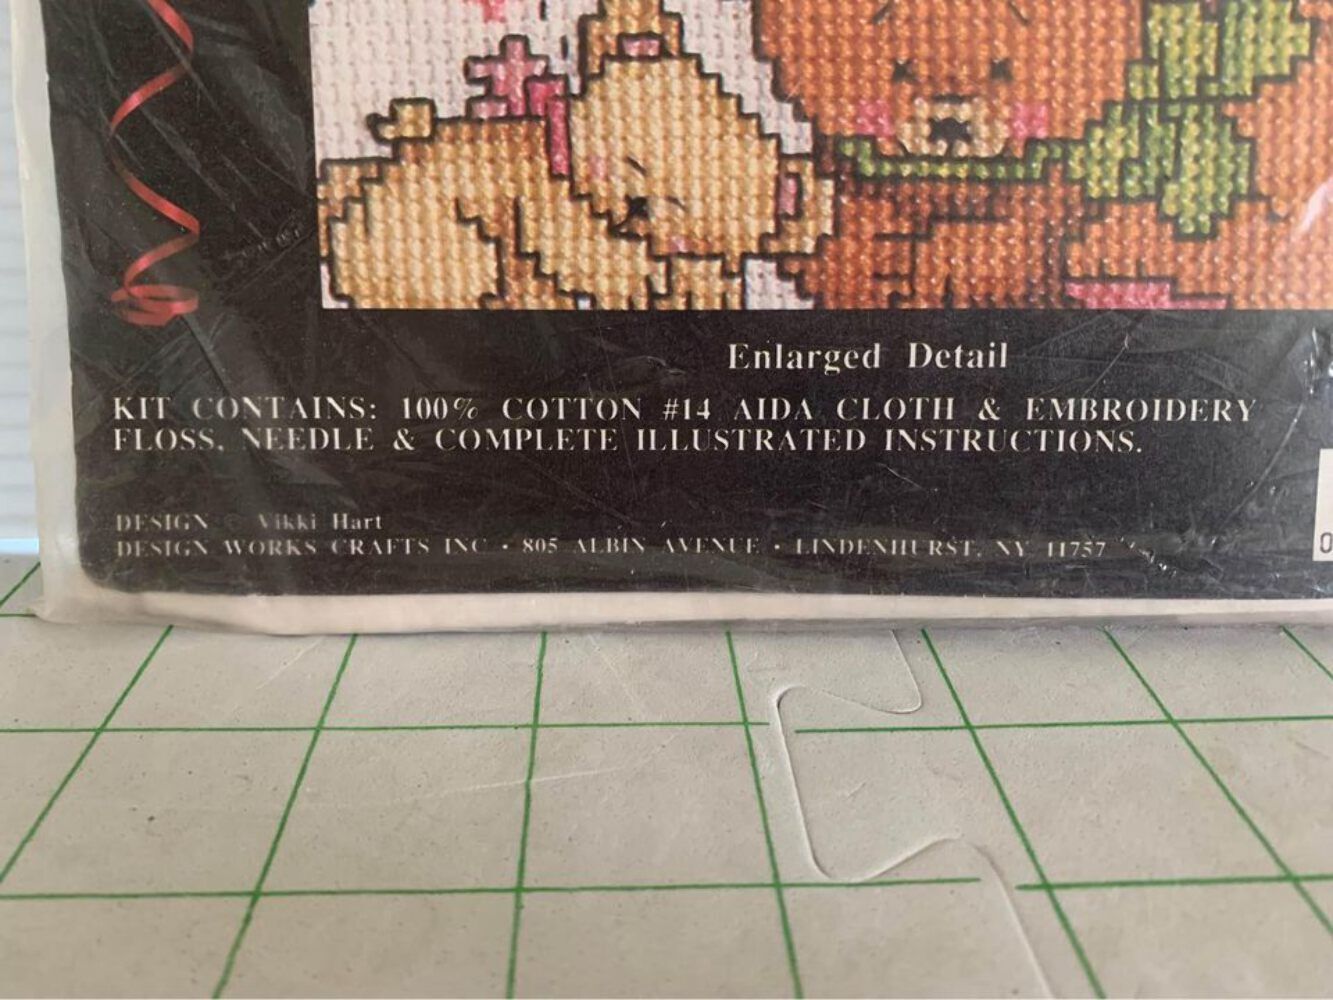 Enlarged Detail
KIT CONTAINS: 100% COTTON #14 AIDA CLOTH & EMBROIDERY
FLOSS, NEEDLE & COMPLETE ILLUSTRATED INSTRUCTIONS.
DESIGN © Vikki Hart
DESIGN WORKS CRAFTS INC • 805 ALBIN AVENUE • LINDENHURST, NY 11757
0